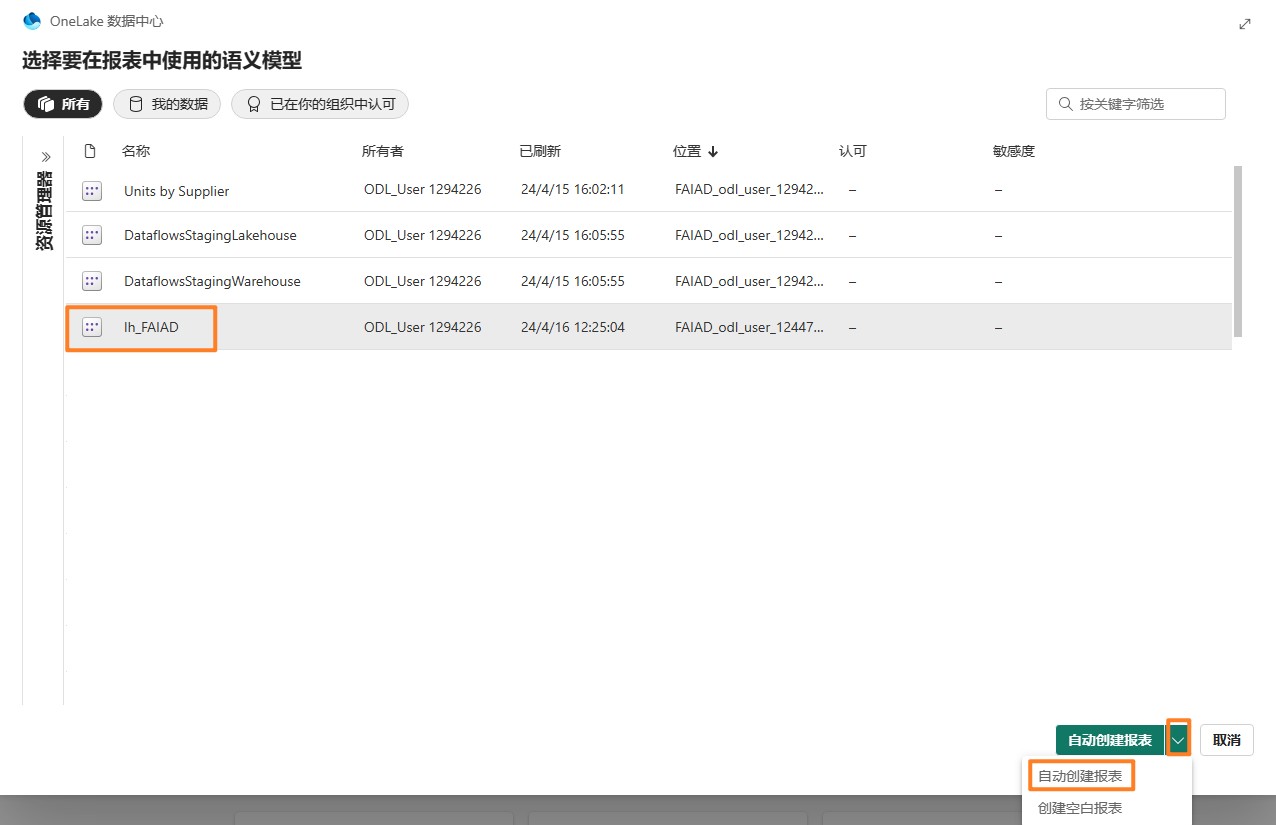 OneLake 数据中心
选择要在报表中使用的语义模型
所有 我的数据 已在你的组织中认可 按关键字筛选
资源管理器
名称 所有者 已刷新 位置 认可 敏感度
Units by Supplier ODL_User 1294226 24/4/15 16:02:11 FAIAD_odl_user_12942... – –
DataflowsStagingLakehouse ODL_User 1294226 24/4/15 16:05:55 FAIAD_odl_user_12942... – –
DataflowsStagingWarehouse ODL_User 1294226 24/4/15 16:05:55 FAIAD_odl_user_12942... – –
lh_FAIAD ODL_User 1294226 24/4/16 12:25:04 FAIAD_odl_user_12447... – –
自动创建报表 取消
自动创建报表
创建空白报表